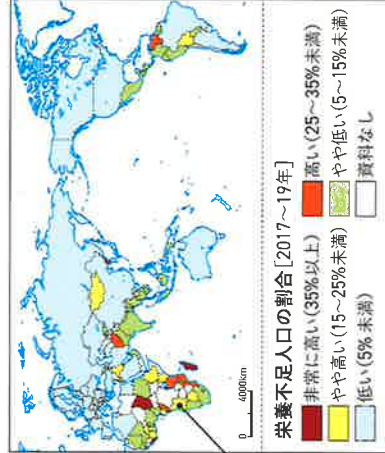 0 4000km
栄養不足人口の割合[2017～19年]
非常に高い(35%以上)
高い(25～35%未満)
やや高い(15～25%未満)
やや低い(5～15%未満)
低い(5%未満)
資料なし